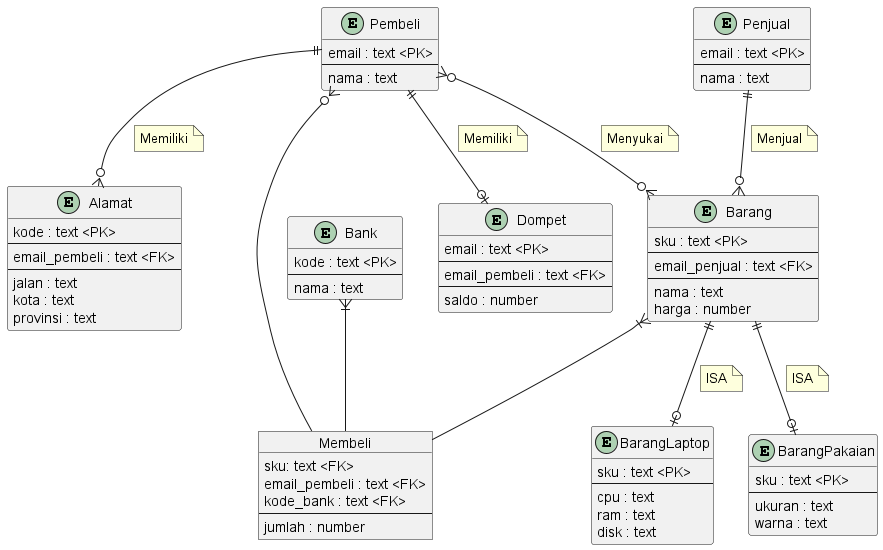 E Pembeli
email : text <PK>
nama : text
E Penjual
email : text <PK>
nama : text
Memiliki
Memiliki
Menyukai
Menjual
E Alamat
kode : text <PK>
email_pembeli : text <FK>
jalan : text
kota : text
provinsi : text
E Bank
kode : text <PK>
nama : text
E Dompet
email : text <PK>
email_pembeli : text <FK>
saldo : number
E Barang
sku : text <PK>
email_penjual : text <FK>
nama : text
harga : number
ISA
ISA
Membeli
sku: text <FK>
email_pembeli : text <FK>
kode_bank : text <FK>
jumlah : number
E BarangLaptop
sku : text <PK>
cpu : text
ram : text
disk : text
E BarangPakaian
sku : text <PK>
ukuran : text
warna : text